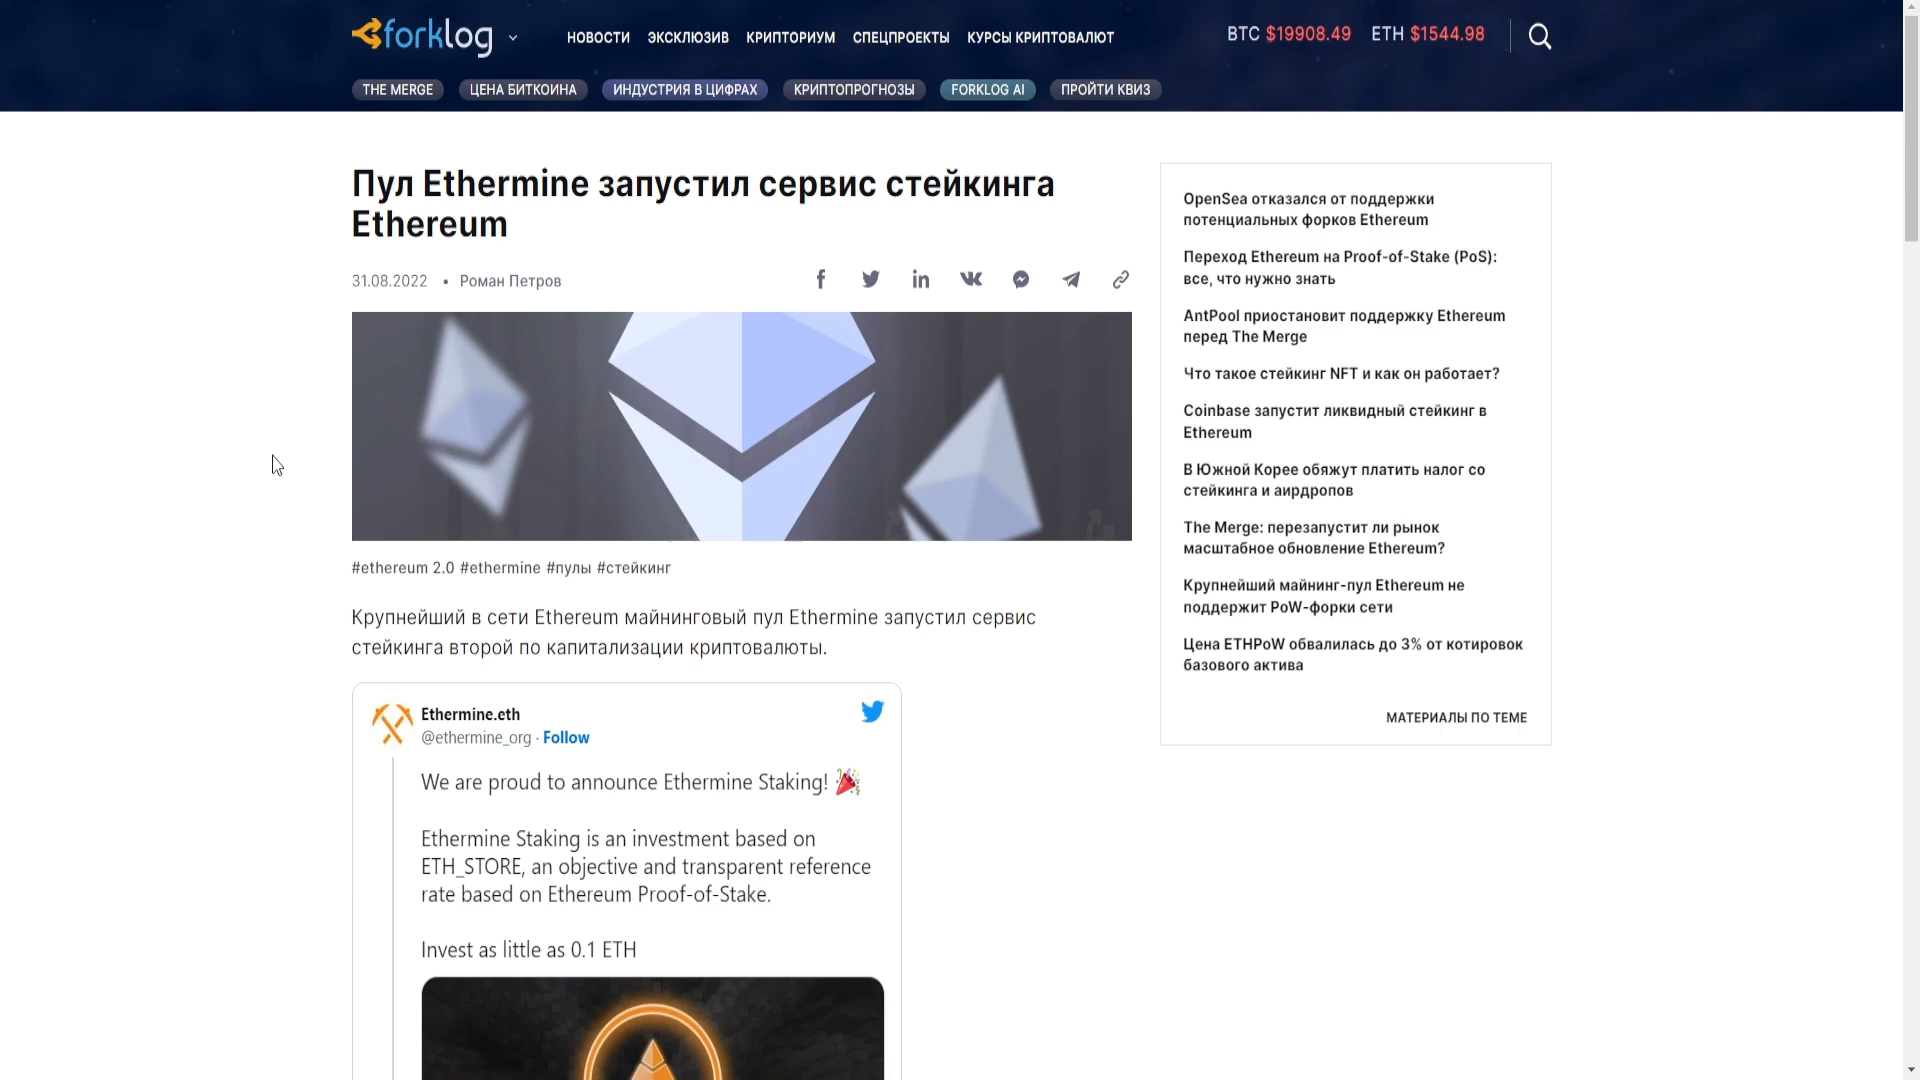 forklog
НОВОСТИ ЭКСКЛЮЗИВ КРИПТОРИУМ СПЕЦПРОЕКТЫ КУРСЫ КРИПТОВАЛЮТ
BTC $19908.49 ETH $1544.98
THE MERGE ЦЕНА БИТКОИНА ИНДУСТРИЯ В ЦИФРАХ КРИПТОПРОГНОЗЫ FORKLOG AI ПРОЙТИ КВИЗ
Пул Ethermine запустил сервис стейкинга
Ethereum
31.08.2022 • Роман Петров
#ethereum 2.0 #ethermine #пулы #стейкинг
Крупнейший в сети Ethereum майнинговый пул Ethermine запустил сервис
стейкинга второй по капитализации криптовалюты.
Ethermine.eth
@ethermine_org · Follow
We are proud to announce Ethermine Staking! 🎉
Ethermine Staking is an investment based on
ETH_STORE, an objective and transparent reference
rate based on Ethereum Proof-of-Stake.
Invest as little as 0.1 ETH
OpenSea отказался от поддержки
потенциальных форков Ethereum
Переход Ethereum на Proof-of-Stake (PoS):
все, что нужно знать
AntPool приостановит поддержку Ethereum
перед The Merge
Что такое стейкинг NFT и как он работает?
Coinbase запустит ликвидный стейкинг в
Ethereum
В Южной Корее обяжут платить налог со
стейкинга и аирдропов
The Merge: перезапустит ли рынок
масштабное обновление Ethereum?
Крупнейший майнинг-пул Ethereum не
поддержит PoW-форки сети
Цена ETHPoW обвалилась до 3% от котировок
базового актива
МАТЕРИАЛЫ ПО ТЕМЕ